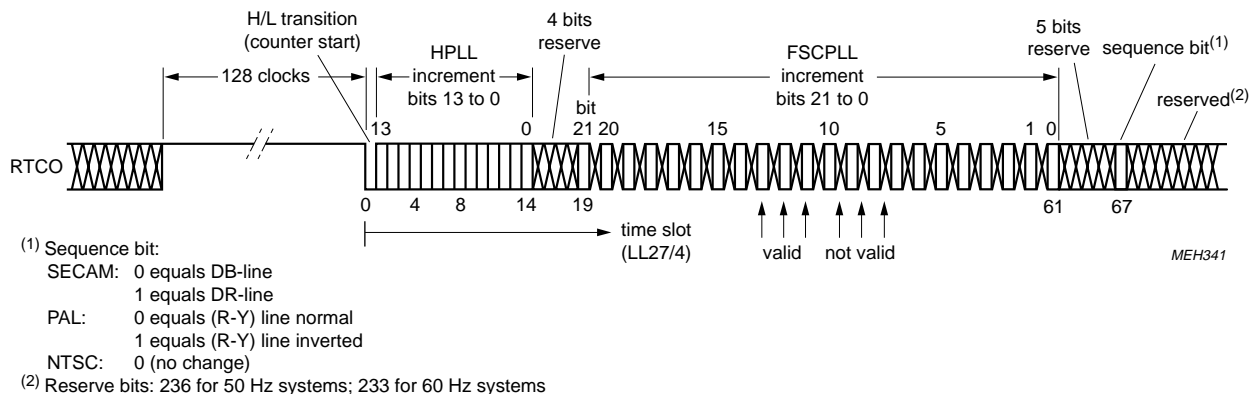 H/L transition
(counter start)
4 bits
reserve
5 bits
reserve
sequence bit(1)
128 clocks
HPLL
increment
bits 13 to 0
FSCPLL
increment
bits 21 to 0
reserved(2)
bit
13 0 21 20 15 10 5 1 0
RTCO
0 4 8 14 19 61 67
time slot
(LL27/4)
valid not valid
MEH341
(1) Sequence bit:
SECAM: 0 equals DB-line
1 equals DR-line
PAL: 0 equals (R-Y) line normal
1 equals (R-Y) line inverted
NTSC: 0 (no change)
(2) Reserve bits: 236 for 50 Hz systems; 233 for 60 Hz systems